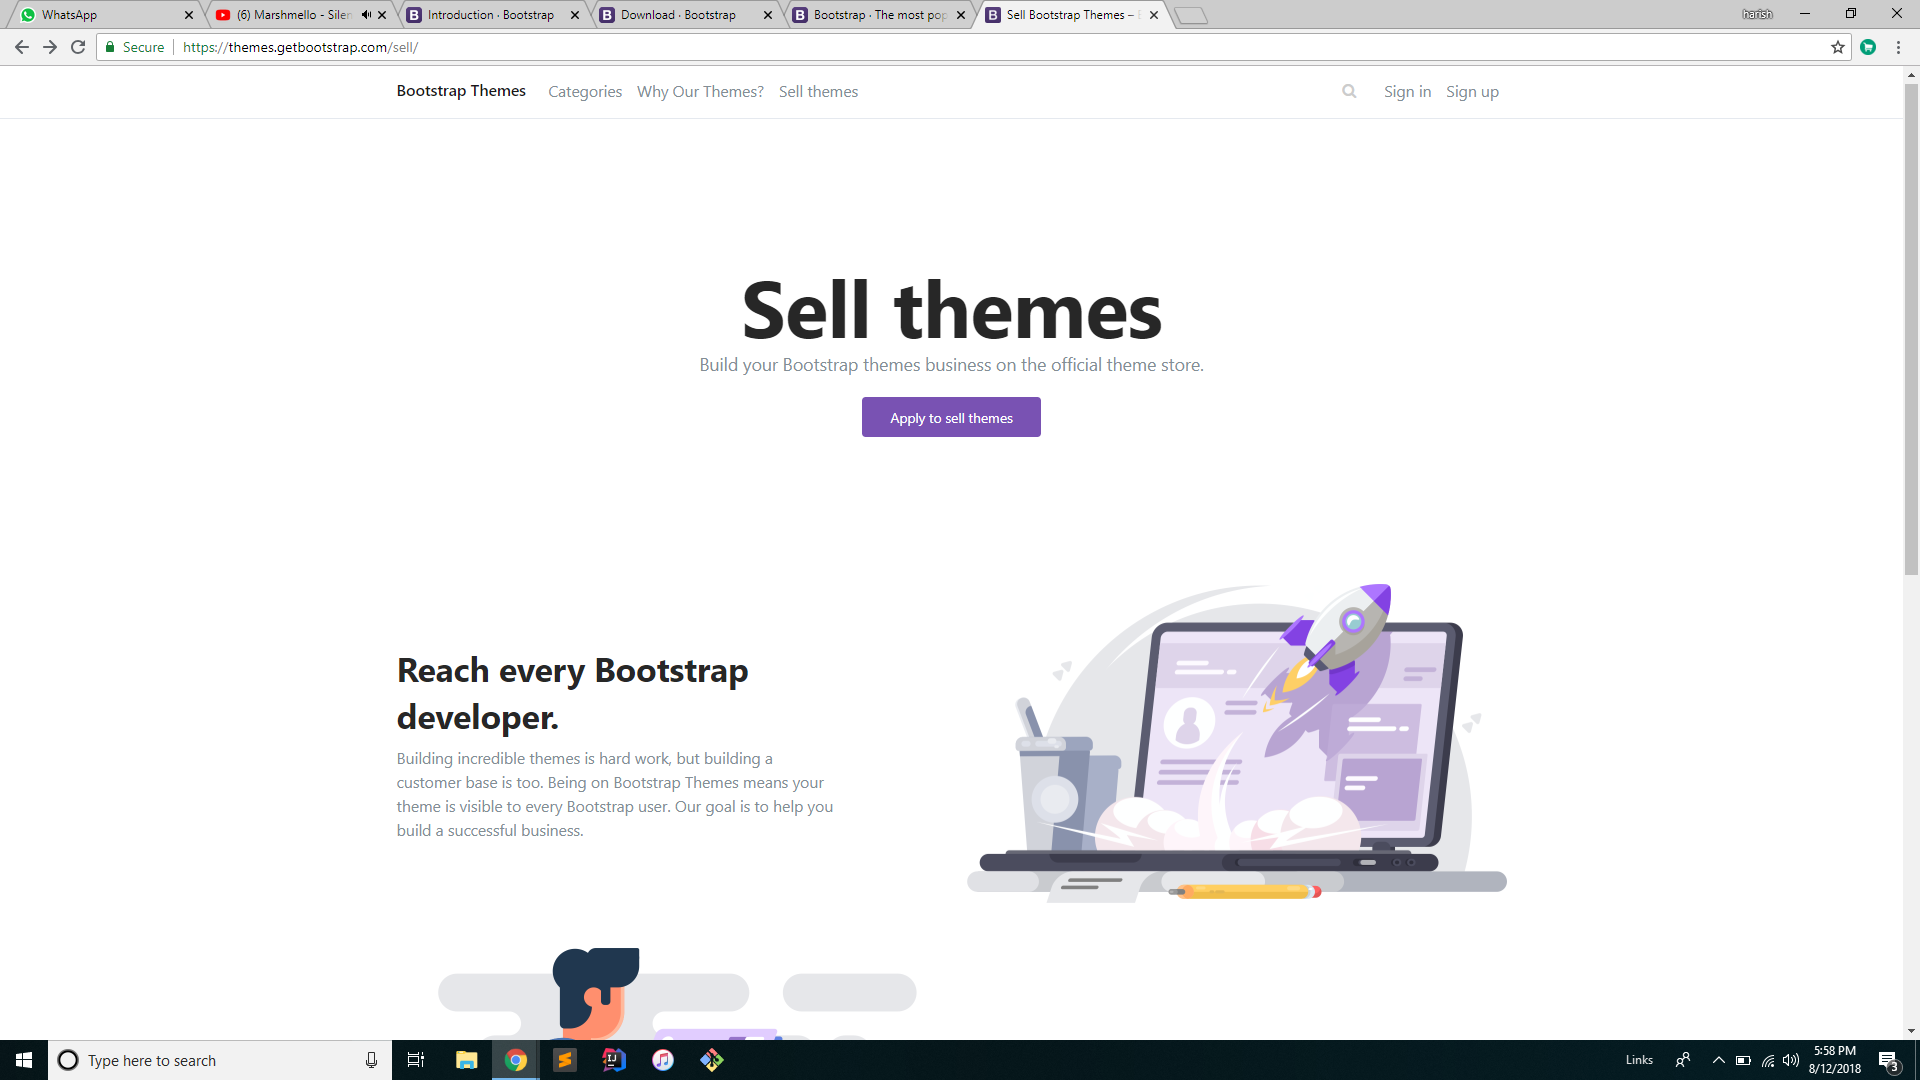 WhatsApp
(6) Marshmello - Silen
Introduction · Bootstrap
Download · Bootstrap
Bootstrap · The most pop
Sell Bootstrap Themes –
harish
Secure
https://themes.getbootstrap.com/sell/
Bootstrap Themes
Categories
Why Our Themes?
Sell themes
Sign in
Sign up
Sell themes
Build your Bootstrap themes business on the official theme store.
Apply to sell themes
Reach every Bootstrap
developer.
Building incredible themes is hard work, but building a
customer base is too. Being on Bootstrap Themes means your
theme is visible to every Bootstrap user. Our goal is to help you
build a successful business.
Type here to search
IJ
Links
5:58 PM
8/12/2018
3